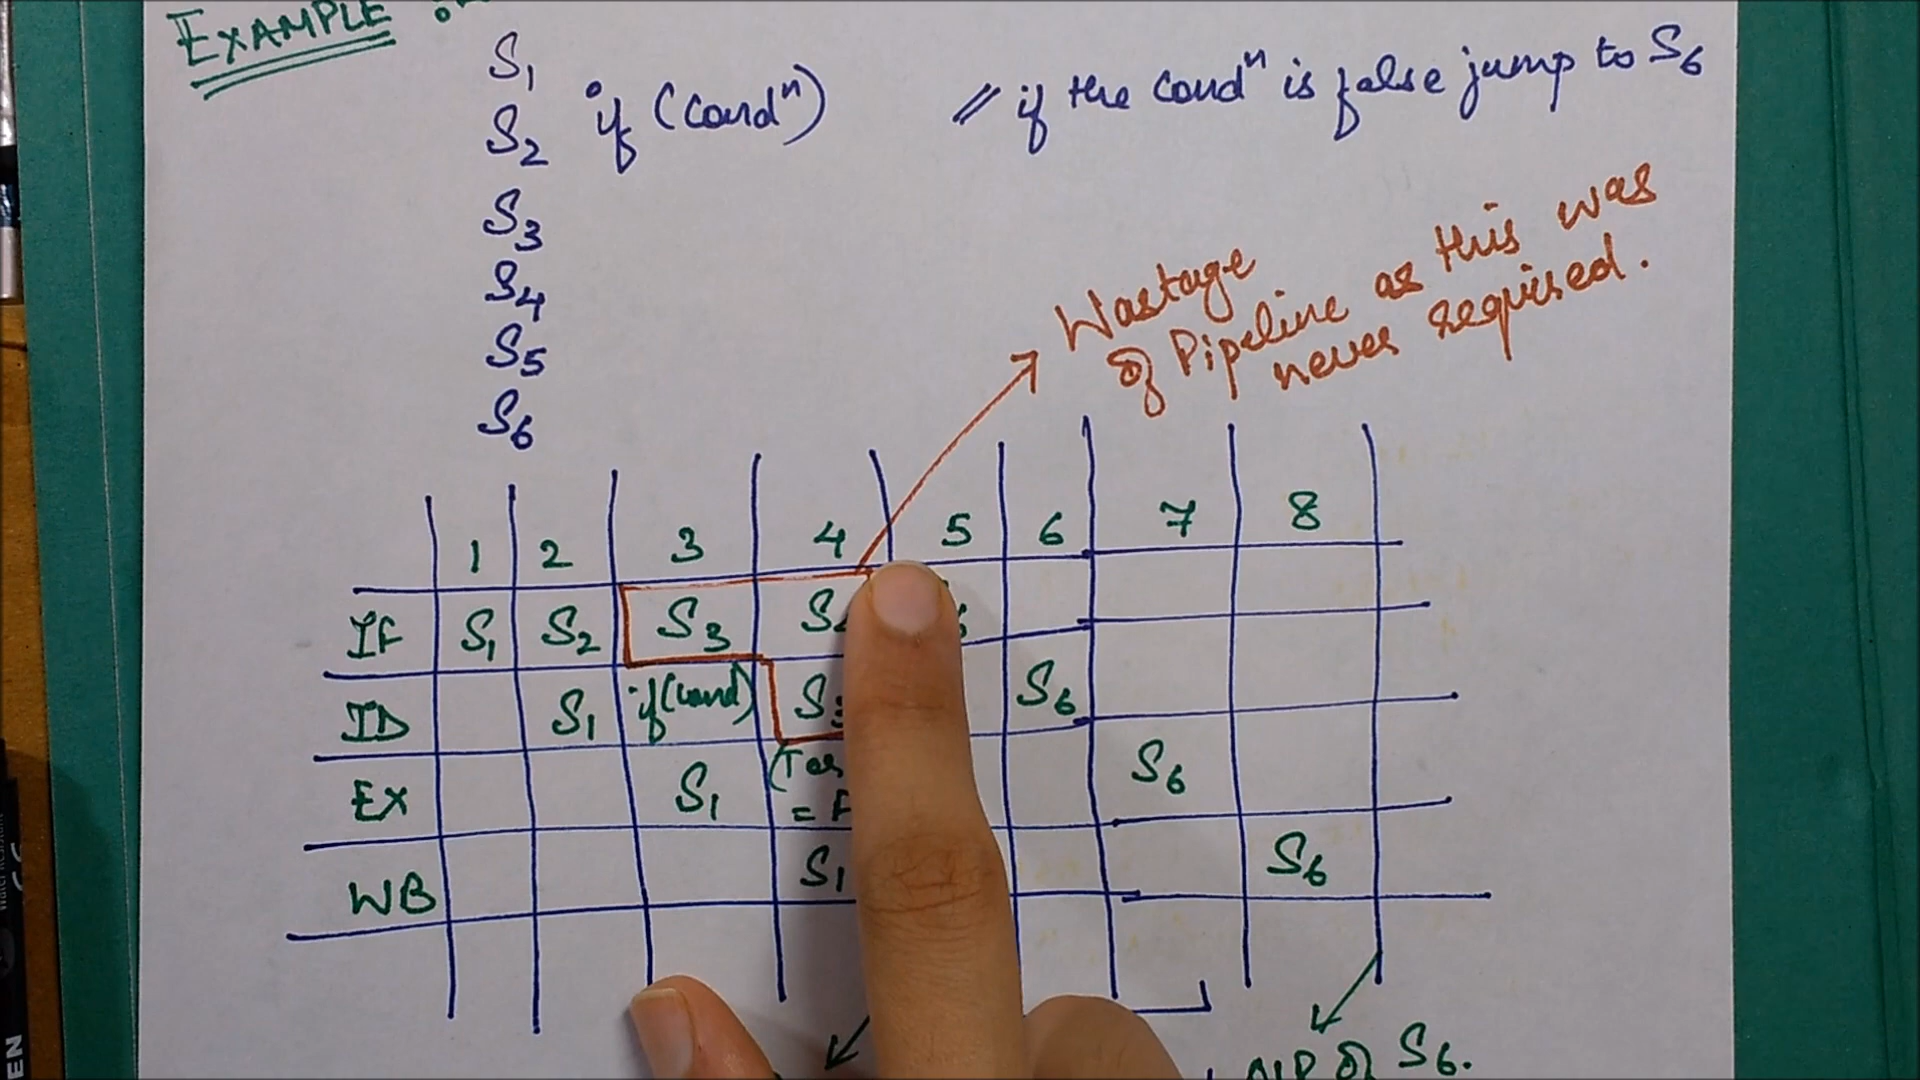 EXAMPLE :-
S1
S2 if (condⁿ) // if the condⁿ is false jump to S6
S3
S4
S5
S6
Wastage
of Pipeline as this was
never required.
1 2 3 4 5 6 7 8
IF S1 S2 S3
ID S1 if(cond) S3 S6
EX S1 = S6
WB S1 S6
O/P of S6.